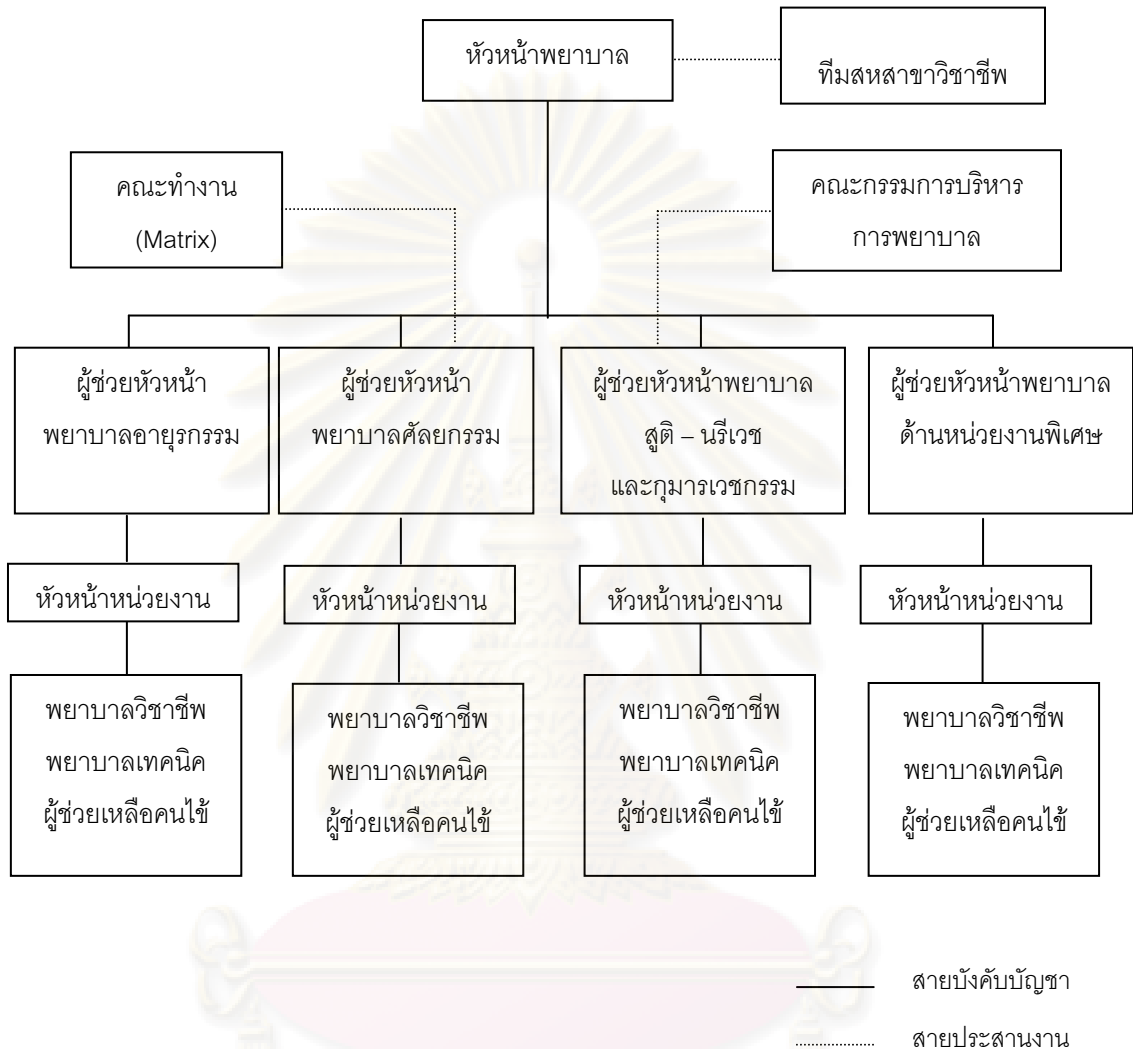 หัวหน้าพยาบาล
ทีมสหสาขาวิชาชีพ
คณะทำงาน
(Matrix)
คณะกรรมการบริหาร
การพยาบาล
ผู้ช่วยหัวหน้า
พยาบาลอายุรกรรม
ผู้ช่วยหัวหน้า
พยาบาลศัลยกรรม
ผู้ช่วยหัวหน้าพยาบาล
สูติ – นรีเวช
และกุมารเวชกรรม
ผู้ช่วยหัวหน้าพยาบาล
ด้านหน่วยงานพิเศษ
หัวหน้าหน่วยงาน
หัวหน้าหน่วยงาน
หัวหน้าหน่วยงาน
หัวหน้าหน่วยงาน
พยาบาลวิชาชีพ
พยาบาลเทคนิค
ผู้ช่วยเหลือคนไข้
พยาบาลวิชาชีพ
พยาบาลเทคนิค
ผู้ช่วยเหลือคนไข้
พยาบาลวิชาชีพ
พยาบาลเทคนิค
ผู้ช่วยเหลือคนไข้
พยาบาลวิชาชีพ
พยาบาลเทคนิค
ผู้ช่วยเหลือคนไข้
สายบังคับบัญชา
สายประสานงาน